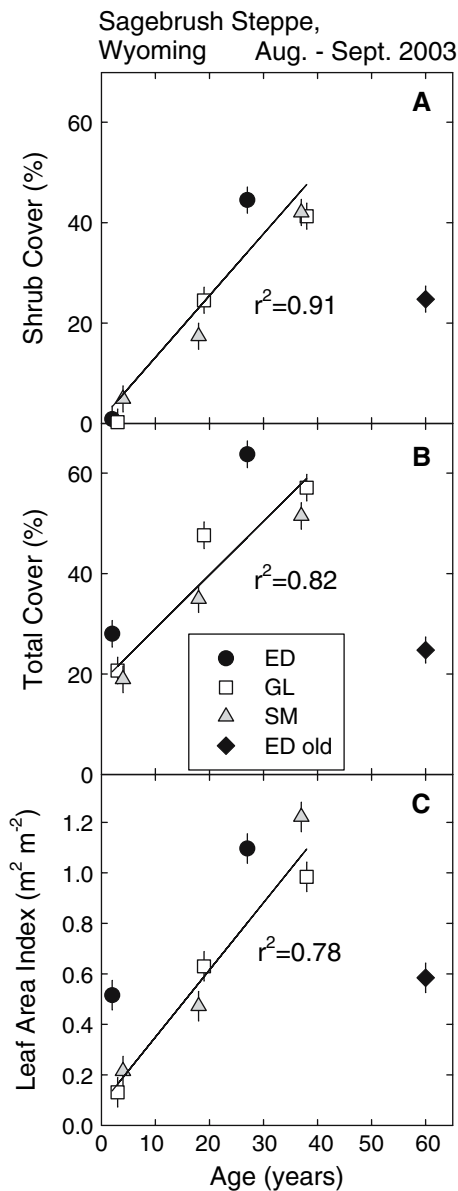 Sagebrush Steppe,
Wyoming Aug. - Sept. 2003
A
60
40
20
0
Shrub Cover (%)
r²=0.91
B
60
40
20
0
Total Cover (%)
r²=0.82
ED
GL
SM
ED old
C
1.2
1.0
0.8
0.6
0.4
0.2
0.0
Leaf Area Index (m² m⁻²)
r²=0.78
0 10 20 30 40 50 60
Age (years)